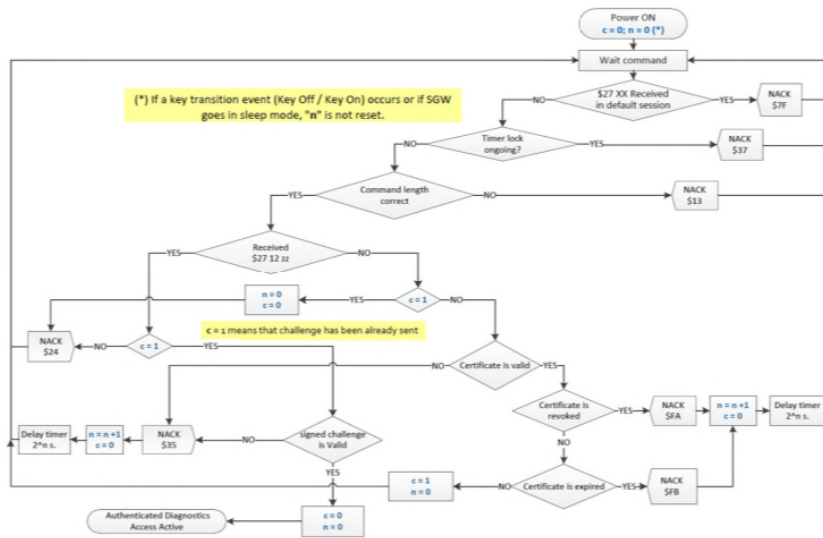 Power ON
c = 0; n = 0 (*)
Wait command
(*) If a key transition event (Key Off / Key On) occurs or if SGW
goes in sleep mode, "n" is not reset.
$27 XX Received
in default session
NO
YES
NACK
$7F
Timer lock
ongoing?
NO
YES
NACK
$37
Command length
correct
YES
NO
NACK
$13
Received
$27 12 zz
YES
NO
n = 0
c = 0
YES
c = 1
NO
c = 1 means that challenge has been already sent
NACK
$24
NO
c = 1
YES
NO
Certificate is valid
YES
Certificate is
revoked
YES
NACK
$FA
n = n +1
c = 0
Delay timer
2^n s.
NO
Delay timer
2^n s.
n = n +1
c = 0
NACK
$35
NO
signed challenge
is Valid
YES
c = 1
n = 0
NO
Certificate is expired
YES
NACK
$FB
Authenticated Diagnostics
Access Active
c = 0
n = 0